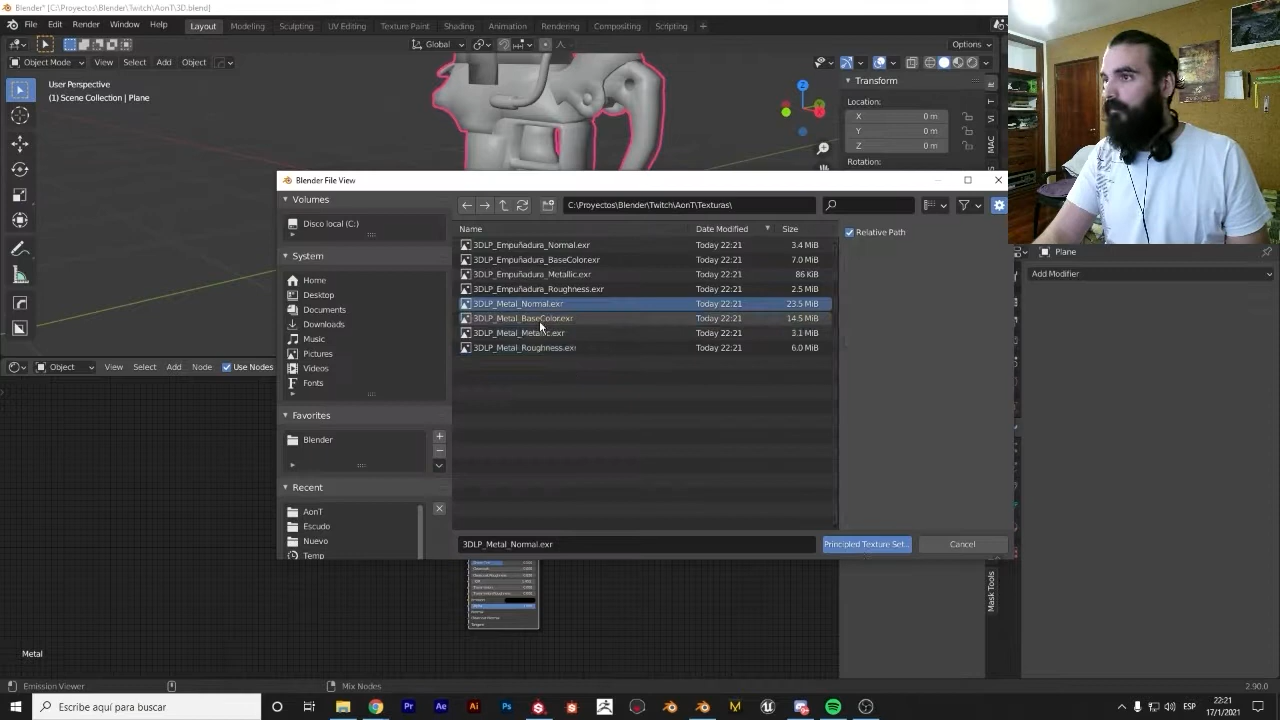 Blender* [C:\Proyectos\Blender\Twitch\AonT\3D.blend]
File Edit Render Window Help
Layout Modeling Sculpting UV Editing Texture Paint Shading Animation Rendering Compositing Scripting +
Global Options
Object Mode View Select Add Object
User Perspective
(1) Scene Collection | Plane
Transform
Location:
X 0 m
Y 0 m
Z 0 m
Rotation:
Blender File View
Volumes
Disco local (C:)
System
Home
Desktop
Documents
Downloads
Music
Pictures
Videos
Fonts
Favorites
Blender
Recent
AonT
Escudo
Nuevo
Temp
C:\Proyectos\Blender\Twitch\AonT\Texturas\
Name Date Modified Size
3DLP_Empuñadura_Normal.exr Today 22:21 3.4 MiB
3DLP_Empuñadura_BaseColor.exr Today 22:21 7.0 MiB
3DLP_Empuñadura_Metallic.exr Today 22:21 86 KiB
3DLP_Empuñadura_Roughness.exr Today 22:21 2.5 MiB
3DLP_Metal_Normal.exr Today 22:21 23.5 MiB
3DLP_Metal_BaseColor.exr Today 22:21 14.5 MiB
3DLP_Metal_Metallic.exr Today 22:21 3.1 MiB
3DLP_Metal_Roughness.exr Today 22:21 6.0 MiB
Relative Path
3DLP_Metal_Normal.exr
Principled Texture Set...
Cancel
Plane
Add Modifier
Object View Select Add Node Use Nodes
Mask Tools
Metal
Emission Viewer Mix Nodes 2.90.0
Escribe aquí para buscar
ESP
22:21
17/1/2021